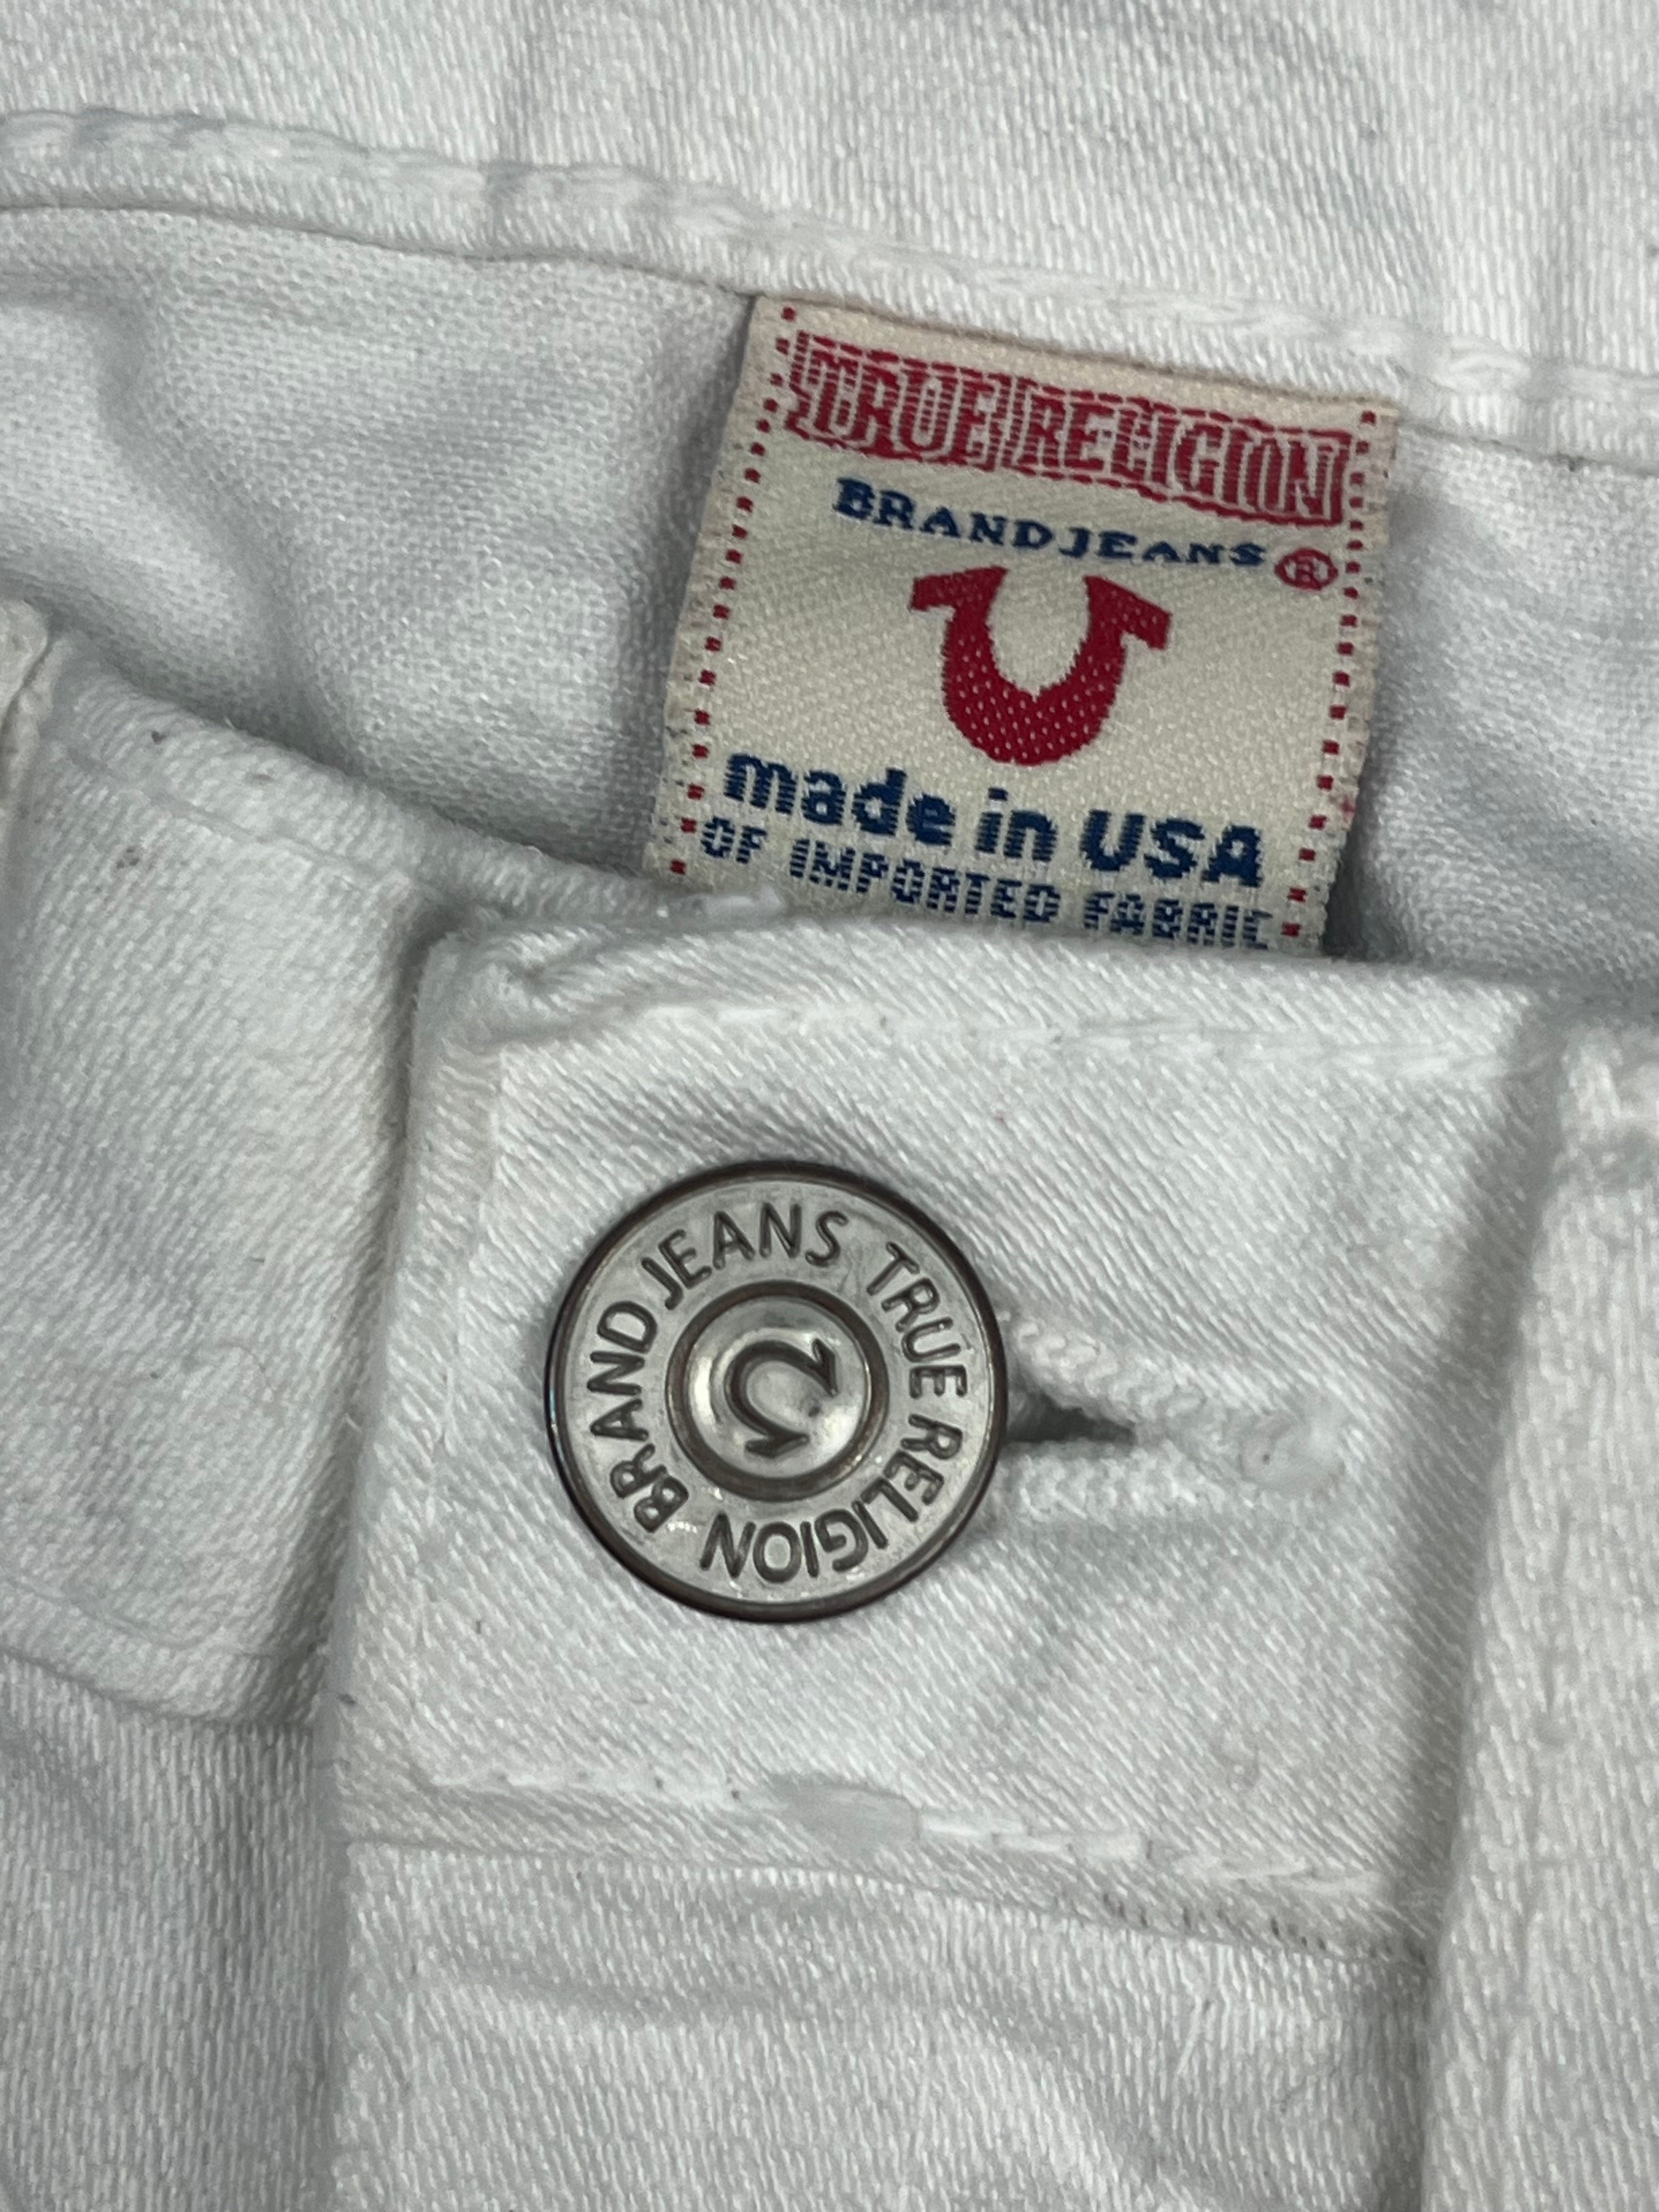 TRUE RELIGION
BRAND JEANS ®
made in USA
OF IMPORTED FABRIC
TRUE RELIGION BRAND JEANS